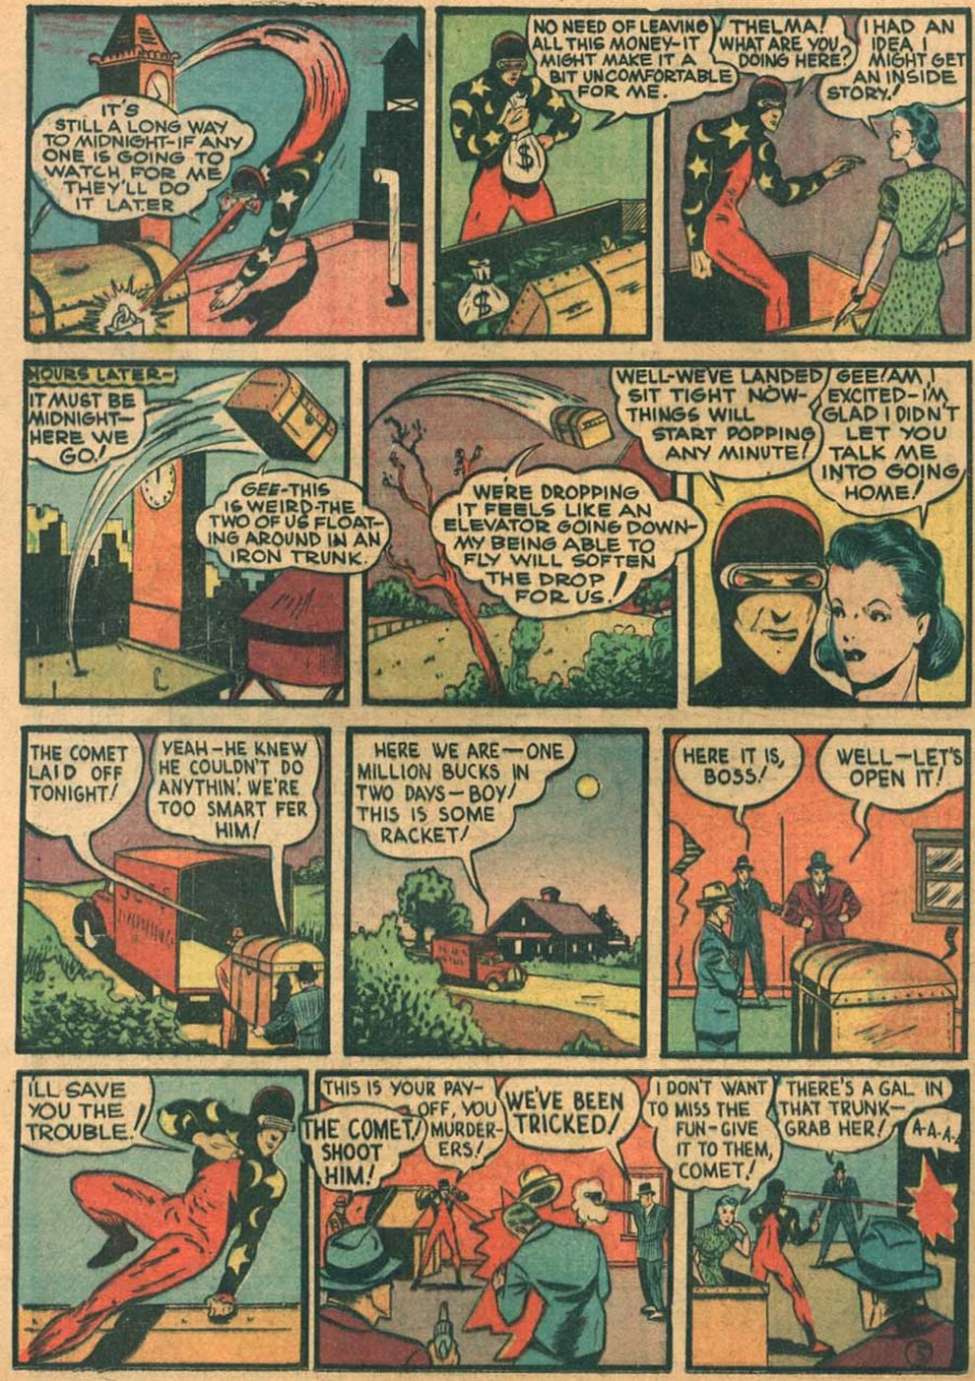 IT'S
STILL A LONG WAY
TO MIDNIGHT-IF ANY
ONE IS GOING TO
WATCH FOR ME
THEY'LL DO
IT LATER
NO NEED OF LEAVING
ALL THIS MONEY-IT
MIGHT MAKE IT A
BIT UNCOMFORTABLE
FOR ME.
$
$
THELMA!
WHAT ARE YOU
DOING HERE?
I HAD AN
IDEA I
MIGHT GET
AN INSIDE
STORY!
HOURS LATER-
IT MUST BE
MIDNIGHT-
HERE WE
GO!
GEE-THIS
IS WEIRD-THE
TWO OF US FLOAT-
ING AROUND IN AN
IRON TRUNK.
WE'RE DROPPING
IT FEELS LIKE AN
ELEVATOR GOING DOWN-
MY BEING ABLE TO
FLY WILL SOFTEN
THE DROP
FOR US!
WELL-WE'VE LANDED
SIT TIGHT NOW-
THINGS WILL
START POPPING
ANY MINUTE!
GEE! AM I
EXCITED-I'M
GLAD I DIDN'T
LET YOU
TALK ME
INTO GOING
HOME!
THE COMET
LAID OFF
TONIGHT!
YEAH-HE KNEW
HE COULDN'T DO
ANYTHIN'. WE'RE
TOO SMART FER
HIM!
HERE WE ARE-ONE
MILLION BUCKS IN
TWO DAYS-BOY!
THIS IS SOME
RACKET!
HERE IT IS,
BOSS!
WELL-LET'S
OPEN IT!
I'LL SAVE
YOU THE
TROUBLE!
THIS IS YOUR PAY-
OFF, YOU
MURDER-
ERS!
THE COMET!
SHOOT
HIM!
WE'VE BEEN
TRICKED!
I DON'T WANT
TO MISS THE
FUN-GIVE
IT TO THEM,
COMET!
THERE'S A GAL IN
THAT TRUNK-
GRAB HER!
A-A-A-